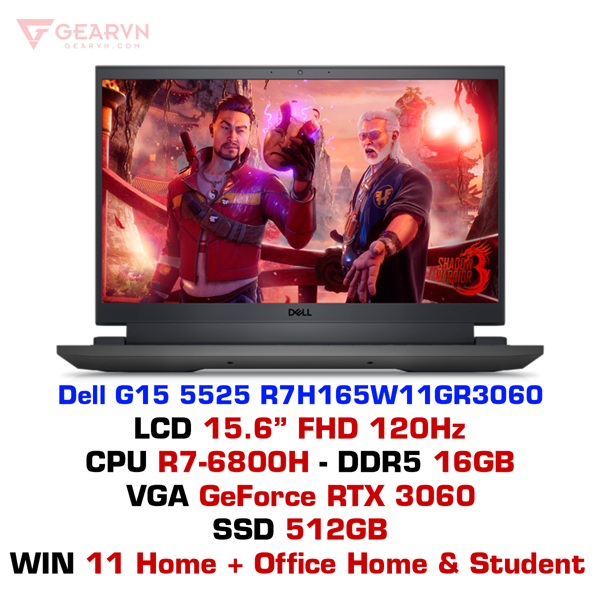 GEARVN
GEARVN.COM
SHADOW
WARRIOR
3
DELL
Dell G15 5525 R7H165W11GR3060
LCD 15.6” FHD 120Hz
CPU R7-6800H - DDR5 16GB
VGA GeForce RTX 3060
SSD 512GB
WIN 11 Home + Office Home & Student